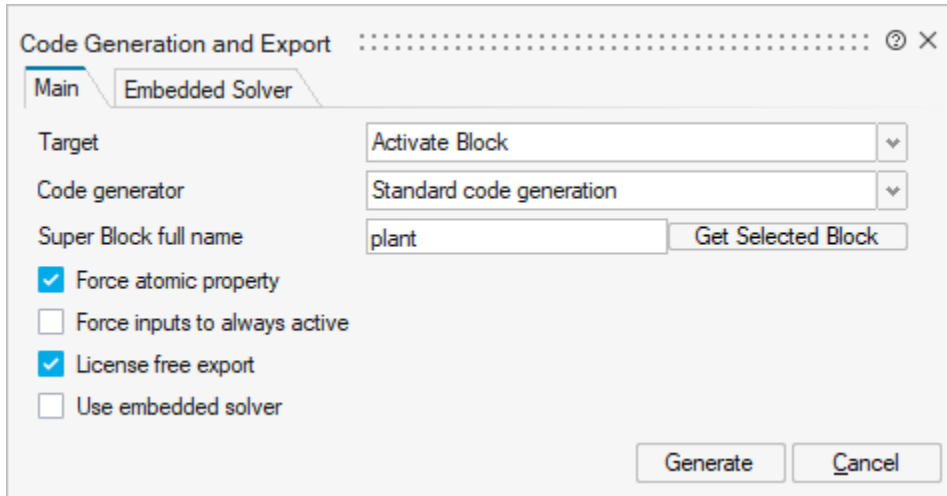 Code Generation and Export
Main Embedded Solver
Target Activate Block
Code generator Standard code generation
Super Block full name plant Get Selected Block
Force atomic property
Force inputs to always active
License free export
Use embedded solver
Generate Cancel